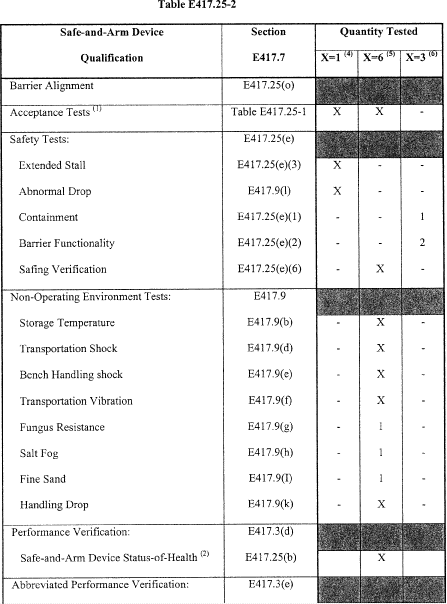 Table E417.25-2
Safe-and-Arm Device Section Quantity Tested
Qualification E417.7 X=1 (4) X=6 (5) X=3 (6)
Barrier Alignment E417.25(o)
Acceptance Tests (1) Table E417.25-1 X X -
Safety Tests: E417.25(e)
Extended Stall E417.25(e)(3) X - -
Abnormal Drop E417.9(l) X - -
Containment E417.25(e)(1) - - 1
Barrier Functionality E417.25(e)(2) - - 2
Safing Verification E417.25(e)(6) - X -
Non-Operating Environment Tests: E417.9
Storage Temperature E417.9(b) - X -
Transportation Shock E417.9(d) - X -
Bench Handling shock E417.9(e) - X -
Transportation Vibration E417.9(f) - X -
Fungus Resistance E417.9(g) - 1 -
Salt Fog E417.9(h) - 1 -
Fine Sand E417.9(I) - 1 -
Handling Drop E417.9(k) - X -
Performance Verification: E417.3(d)
Safe-and-Arm Device Status-of-Health (2) E417.25(b) X
Abbreviated Performance Verification: E417.3(e)